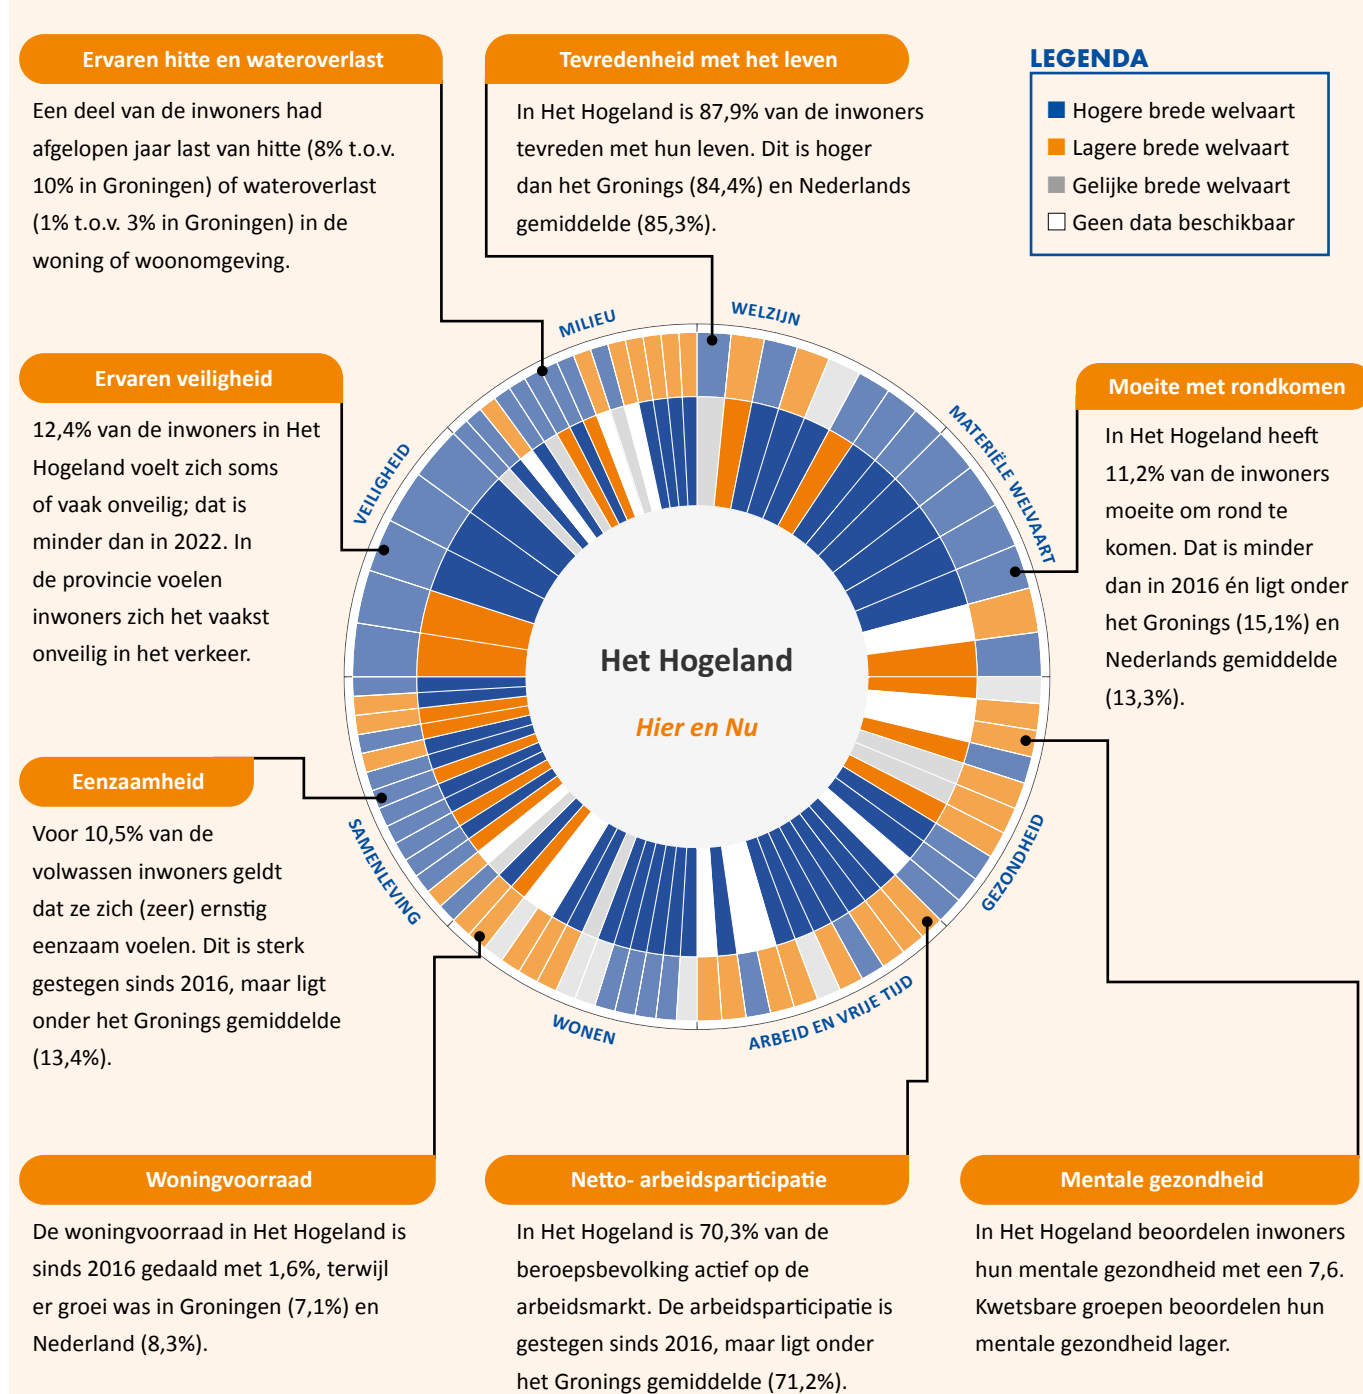 Ervaren hitte en wateroverlast
Een deel van de inwoners had
afgelopen jaar last van hitte (8% t.o.v.
10% in Groningen) of wateroverlast
(1% t.o.v. 3% in Groningen) in de
woning of woonomgeving.
Tevredenheid met het leven
In Het Hogeland is 87,9% van de inwoners
tevreden met hun leven. Dit is hoger
dan het Gronings (84,4%) en Nederlands
gemiddelde (85,3%).
LEGENDA
Hogere brede welvaart
Lagere brede welvaart
Gelijke brede welvaart
Geen data beschikbaar
MILIEU
WELZIJN
MATERIËLE WELVAART
GEZONDHEID
ARBEID EN VRIJE TIJD
WONEN
SAMENLEVING
VEILIGHEID
Het Hogeland
Hier en Nu
Ervaren veiligheid
12,4% van de inwoners in Het
Hogeland voelt zich soms
of vaak onveilig; dat is
minder dan in 2022. In
de provincie voelen
inwoners zich het vaakst
onveilig in het verkeer.
Moeite met rondkomen
In Het Hogeland heeft
11,2% van de inwoners
moeite om rond te
komen. Dat is minder
dan in 2016 én ligt onder
het Gronings (15,1%) en
Nederlands gemiddelde
(13,3%).
Eenzaamheid
Voor 10,5% van de
volwassen inwoners geldt
dat ze zich (zeer) ernstig
eenzaam voelen. Dit is sterk
gestegen sinds 2016, maar ligt
onder het Gronings gemiddelde
(13,4%).
Woningvoorraad
De woningvoorraad in Het Hogeland is
sinds 2016 gedaald met 1,6%, terwijl
er groei was in Groningen (7,1%) en
Nederland (8,3%).
Netto- arbeidsparticipatie
In Het Hogeland is 70,3% van de
beroepsbevolking actief op de
arbeidsmarkt. De arbeidsparticipatie is
gestegen sinds 2016, maar ligt onder
het Gronings gemiddelde (71,2%).
Mentale gezondheid
In Het Hogeland beoordelen inwoners
hun mentale gezondheid met een 7,6.
Kwetsbare groepen beoordelen hun
mentale gezondheid lager.